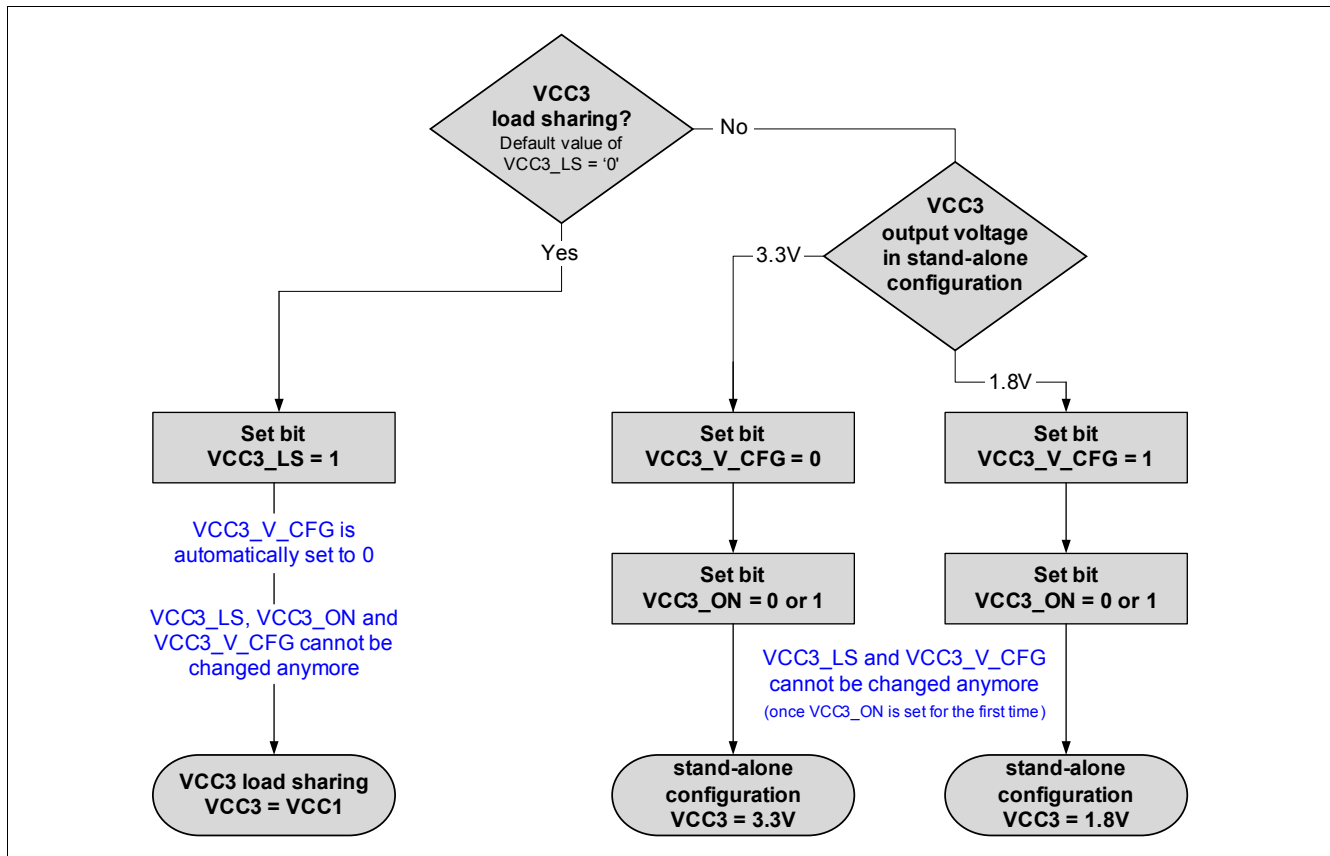 VCC3
load sharing?
Default value of
VCC3_LS = ‘0'
No
Yes
VCC3
output voltage
in stand-alone
configuration
3.3V
1.8V
Set bit
VCC3_LS = 1
VCC3_V_CFG is
automatically set to 0
VCC3_LS, VCC3_ON and
VCC3_V_CFG cannot be
changed anymore
VCC3 load sharing
VCC3 = VCC1
Set bit
VCC3_V_CFG = 0
Set bit
VCC3_ON = 0 or 1
Set bit
VCC3_V_CFG = 1
Set bit
VCC3_ON = 0 or 1
VCC3_LS and VCC3_V_CFG
cannot be changed anymore
(once VCC3_ON is set for the first time)
stand-alone
configuration
VCC3 = 3.3V
stand-alone
configuration
VCC3 = 1.8V